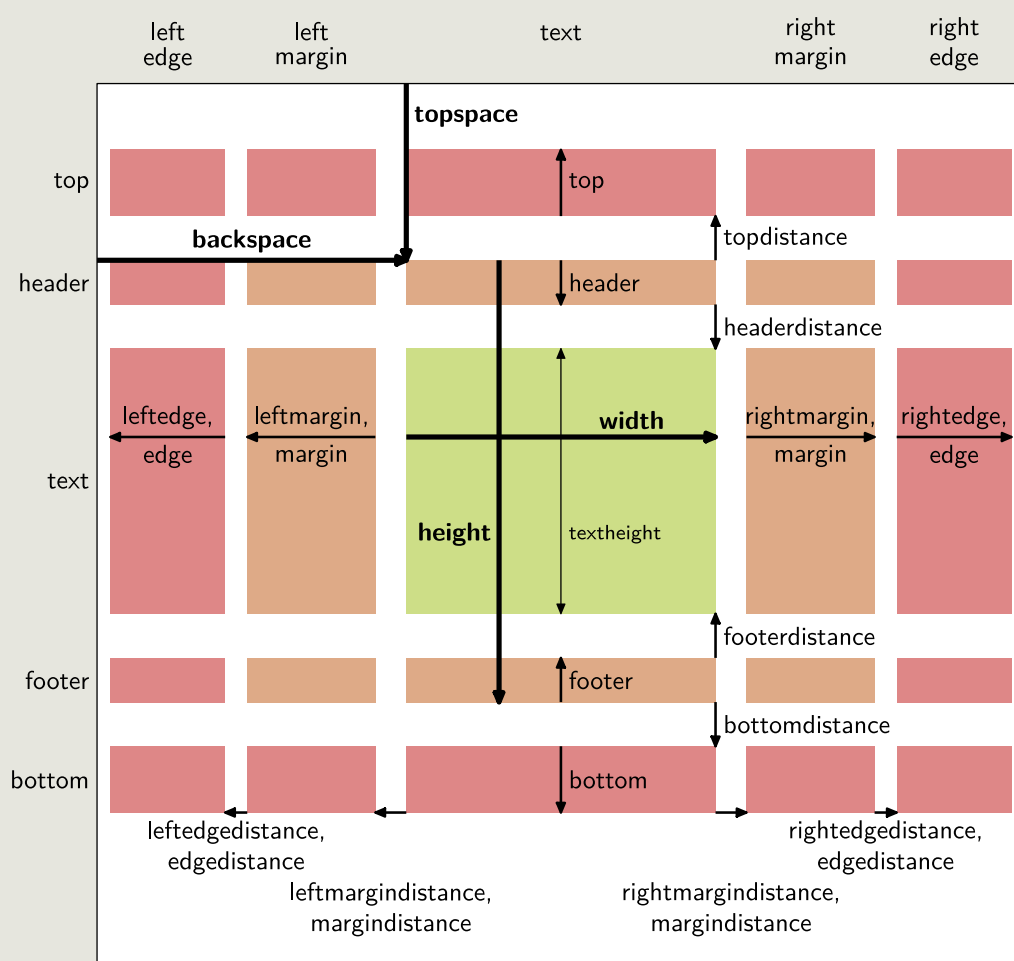 left
edge
left
margin
text
right
margin
right
edge
topspace
top
top
topdistance
backspace
header
header
headerdistance
leftedge,
edge
leftmargin,
margin
width
rightmargin,
margin
rightedge,
edge
text
height
textheight
footerdistance
footer
footer
bottomdistance
bottom
bottom
leftedgedistance,
edgedistance
rightedgedistance,
edgedistance
leftmargindistance,
margindistance
rightmargindistance,
margindistance